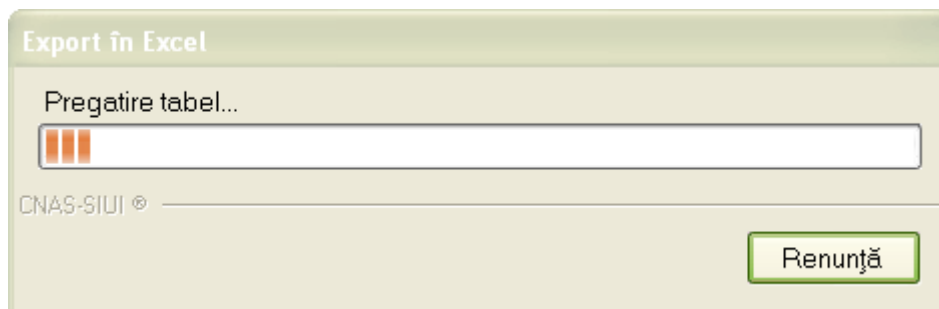 Export în Excel
Pregatire tabel...
CNAS-SIUI ®
Renunţă